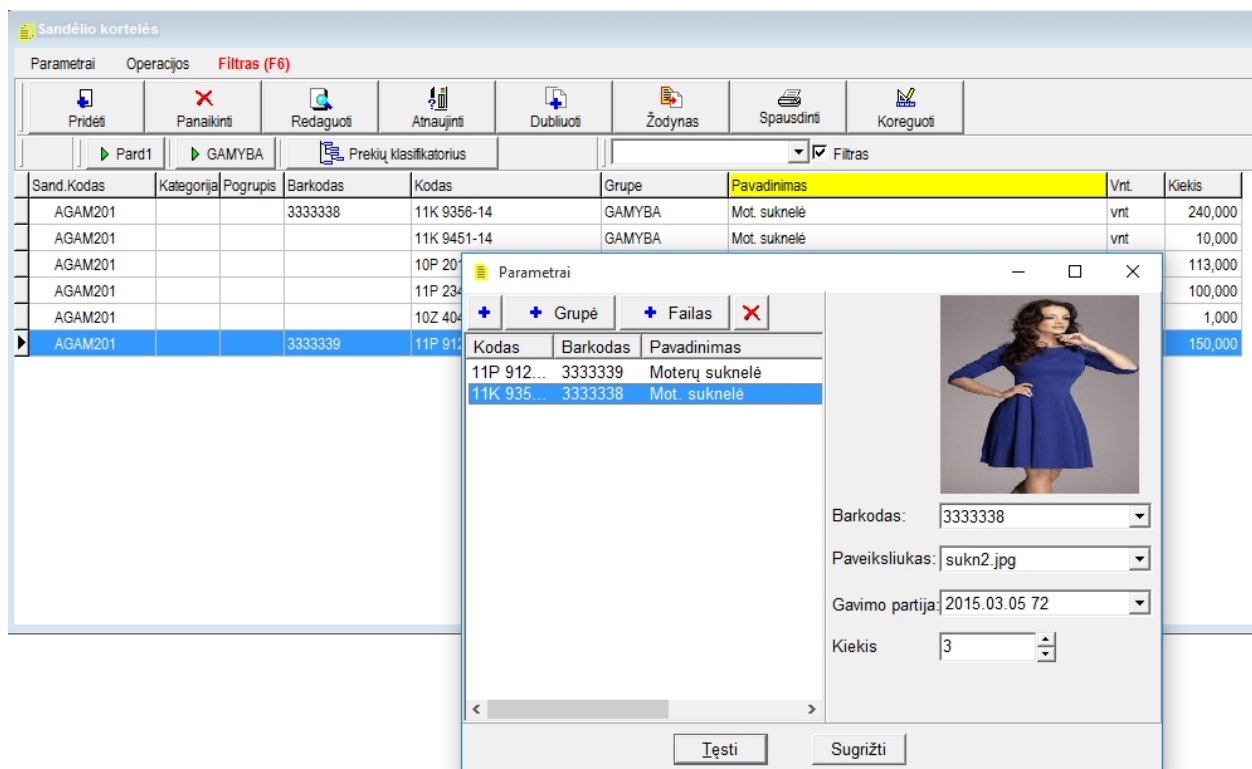 Sandėlio kortelės
Parametrai Operacijos Filtras (F6)
Pridėti Panaikinti Redaguoti Atnaujinti Dubliuoti Žodynas Spausdinti Koreguoti
Pard1 GAMYBA Prekių klasifikatorius Filtras
Sand.Kodas Kategorija Pogrupis Barkodas Kodas Grupe Pavadinimas Vnt. Kiekis
AGAM201 3333338 11K 9356-14 GAMYBA Mot. suknelė vnt 240,000
AGAM201 11K 9451-14 GAMYBA Mot. suknelė vnt 10,000
AGAM201 10P 201 113,000
AGAM201 11P 234 100,000
AGAM201 10Z 404 1,000
AGAM201 3333339 11P 912 150,000
Parametrai
Grupė Failas
Kodas Barkodas Pavadinimas
11P 912... 3333339 Moterų suknelė
11K 935... 3333338 Mot. suknelė
Barkodas: 3333338
Paveiksliukas: sukn2.jpg
Gavimo partija: 2015.03.05 72
Kiekis 3
Tęsti Sugrižti